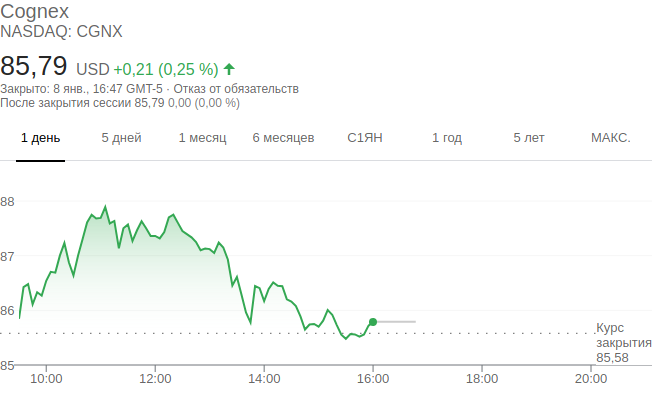 Cognex
NASDAQ: CGNX
85,79 USD +0,21 (0,25 %)
Закрыто: 8 янв., 16:47 GMT-5 · Отказ от обязательств
После закрытия сессии 85,79 0,00 (0,00 %)
1 день 5 дней 1 месяц 6 месяцев С1ЯН 1 год 5 лет МАКС.
88
87
86
Курс
закрытия
85,58
85
10:00 12:00 14:00 16:00 18:00 20:00